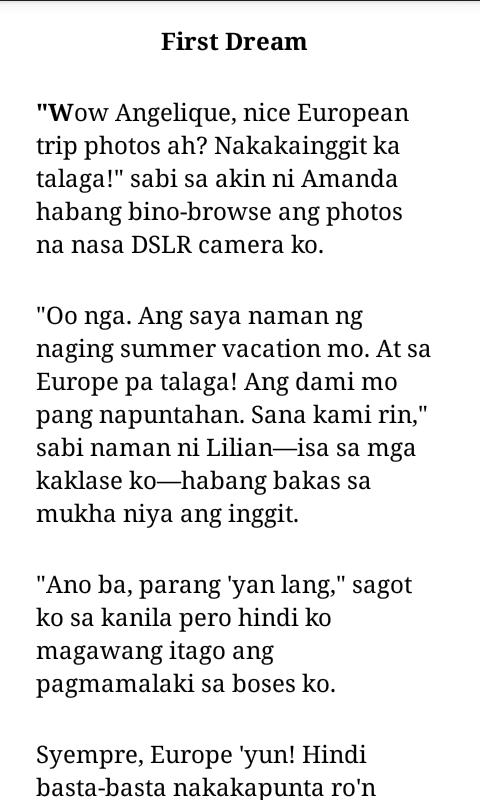 First Dream
"Wow Angelique, nice European
trip photos ah? Nakakainggit ka
talaga!" sabi sa akin ni Amanda
habang bino-browse ang photos
na nasa DSLR camera ko.
"Oo nga. Ang saya naman ng
naging summer vacation mo. At sa
Europe pa talaga! Ang dami mo
pang napuntahan. Sana kami rin,"
sabi naman ni Lilian—isa sa mga
kaklase ko—habang bakas sa
mukha niya ang inggit.
"Ano ba, parang 'yan lang," sagot
ko sa kanila pero hindi ko
magawang itago ang
pagmamalaki sa boses ko.
Syempre, Europe 'yun! Hindi
basta-basta nakakapunta ro'n